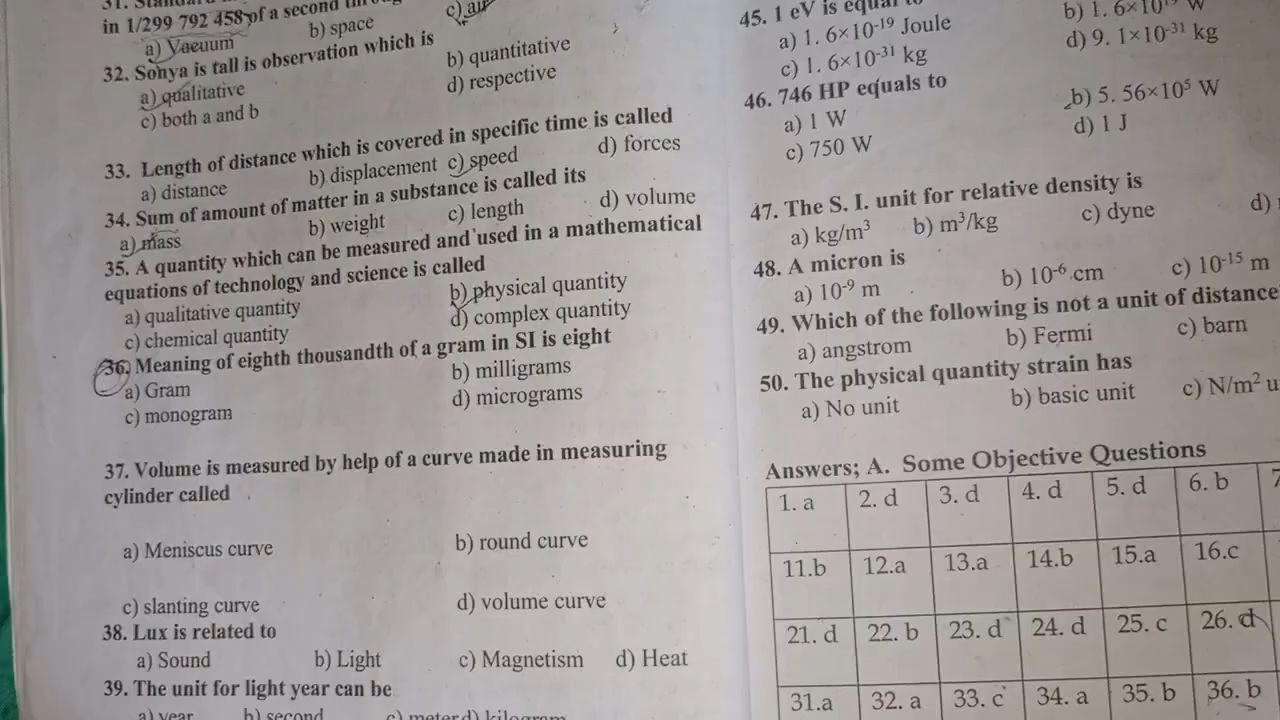 in 1/299 792 458 of a second
a) Vacuum b) space c) air
32. Sonya is tall is observation which is
a) qualitative b) quantitative
c) both a and b d) respective
33. Length of distance which is covered in specific time is called
a) distance b) displacement c) speed d) forces
34. Sum of amount of matter in a substance is called its
a) mass b) weight c) length d) volume
35. A quantity which can be measured and used in a mathematical
equations of technology and science is called
a) qualitative quantity b) physical quantity
c) chemical quantity d) complex quantity
36. Meaning of eighth thousandth of a gram in SI is eight
a) Gram b) milligrams
c) monogram d) micrograms
37. Volume is measured by help of a curve made in measuring
cylinder called
a) Meniscus curve b) round curve
c) slanting curve d) volume curve
38. Lux is related to
a) Sound b) Light c) Magnetism d) Heat
39. The unit for light year can be
a) year b) second c) meter d) kilogram
45. 1 eV is equal to
a) 1. 6×10⁻¹⁹ Joule b) 1. 6×10¹⁹ W
c) 1. 6×10⁻³¹ kg d) 9. 1×10⁻³¹ kg
46. 746 HP equals to
a) 1 W b) 5. 56×10⁵ W
c) 750 W d) 1 J
47. The S. I. unit for relative density is
a) kg/m³ b) m³/kg c) dyne d)
48. A micron is
a) 10⁻⁹ m b) 10⁻⁶ cm c) 10⁻¹⁵ m
49. Which of the following is not a unit of distance
a) angstrom b) Fermi c) barn
50. The physical quantity strain has
a) No unit b) basic unit c) N/m²
Answers; A. Some Objective Questions
1. a 2. d 3. d 4. d 5. d 6. b
11.b 12.a 13.a 14.b 15.a 16.c
21. d 22. b 23. d 24. d 25. c 26. d
31.a 32. a 33. c 34. a 35. b 36. b